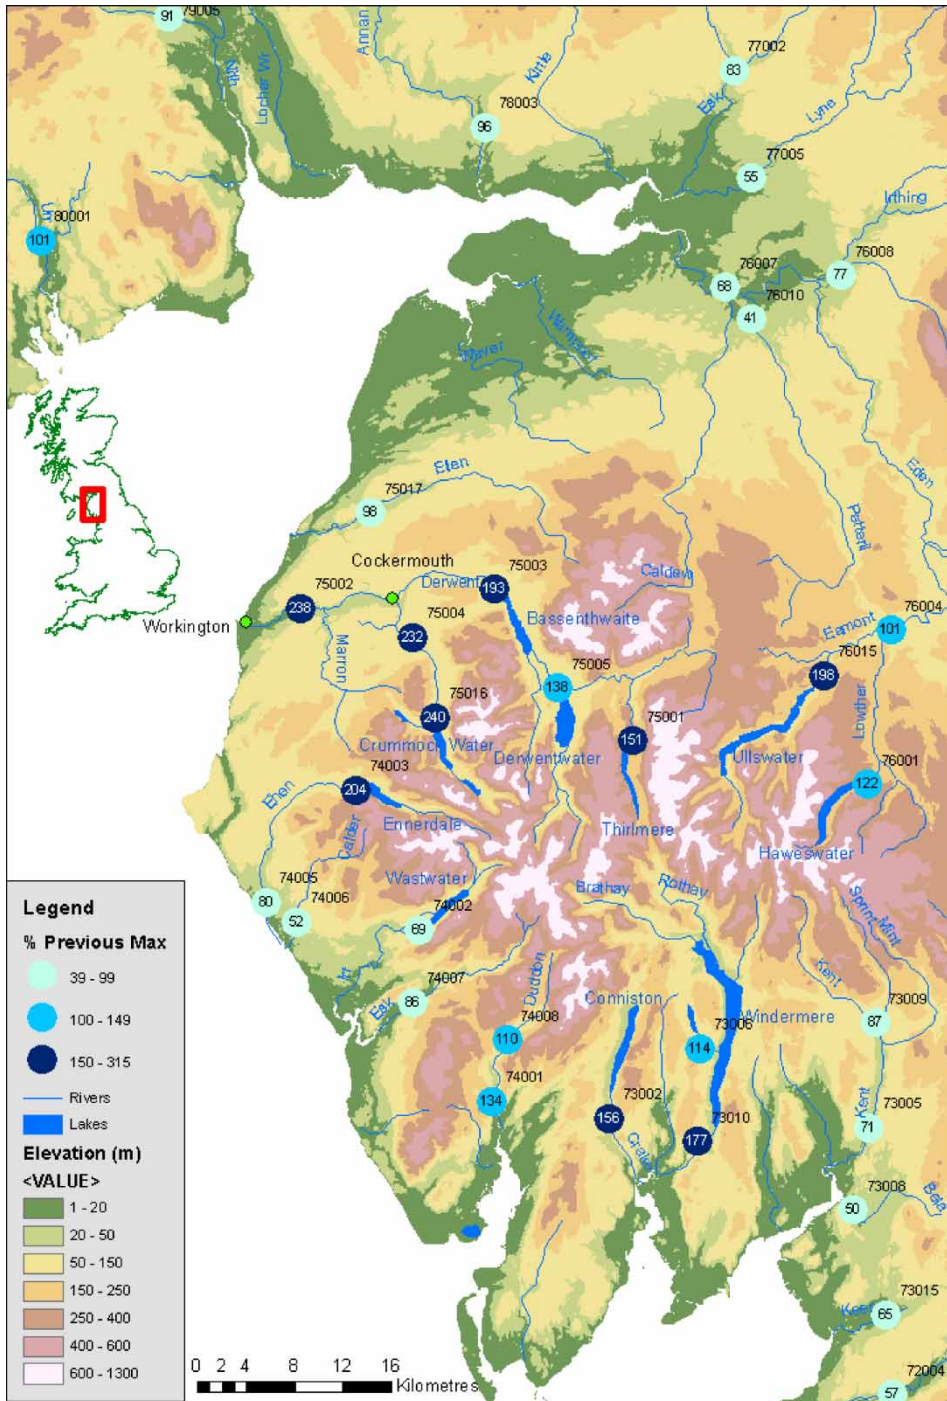 91
79005
Nith
Locher Wr
Annan
78003
96
Kirtle
77002
83
Esk
Lyne
77005
55
Irthing
80001
101
76007
68
76008
77
76010
41
Waver
Wampool
Ellen
75017
98
Eden
Petteril
Cockermouth
75003
Derwent
193
Caldew
75002
238
75004
232
Bassenthwaite
76004
Eamont
101
Workington
Marron
75005
138
76015
198
Lowther
75016
240
75001
151
Crummock Water
Derwentwater
Ullswater
74003
204
76001
122
Ehen
Ennerdale
Thirlmere
Haweswater
Calder
Wastwater
Brathay
Rothay
74005
80
74006
52
74002
69
Sprint
Mint
Irt
74007
86
Esk
Duddon
Conniston
Kent
Windermere
73009
87
74008
110
73006
114
74001
134
73002
156
73010
177
Crake
73005
71
Kent
73008
50
Bela
73015
Keer
65
72004
57
Legend
% Previous Max
39 - 99
100 - 149
150 - 315
Rivers
Lakes
Elevation (m)
<VALUE>
1 - 20
20 - 50
50 - 150
150 - 250
250 - 400
400 - 600
600 - 1300
0 2 4 8 12 16
Kilometres